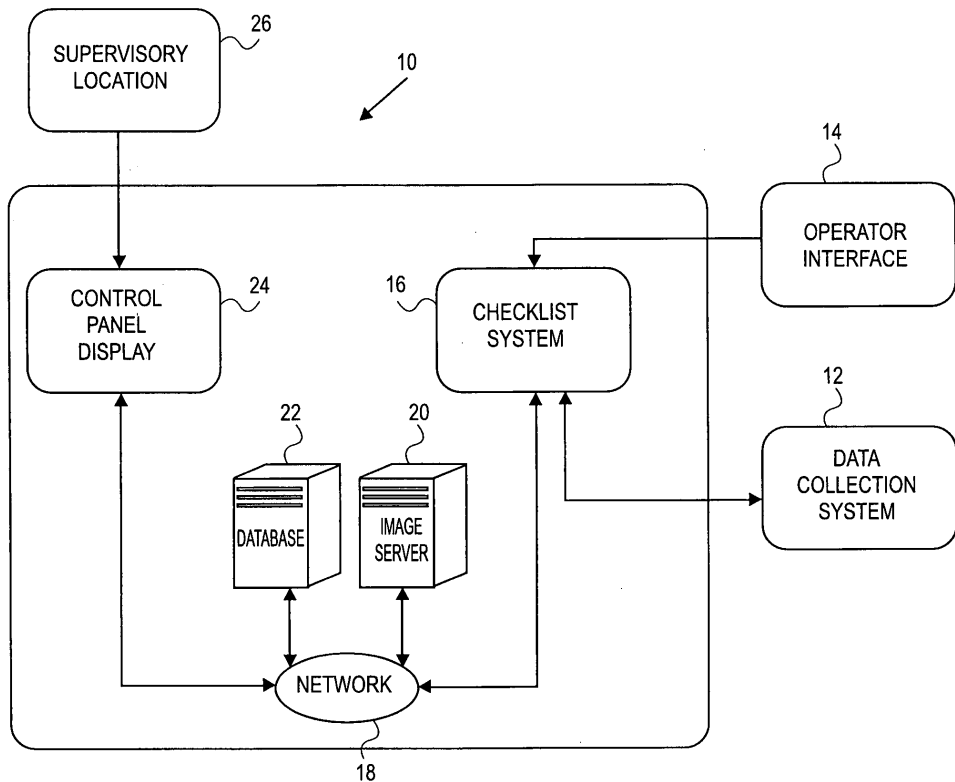 26
SUPERVISORY
LOCATION
10
14
OPERATOR
INTERFACE
CONTROL
PANEL
DISPLAY
24
16
CHECKLIST
SYSTEM
12
DATA
COLLECTION
SYSTEM
22
20
DATABASE
IMAGE
SERVER
NETWORK
18